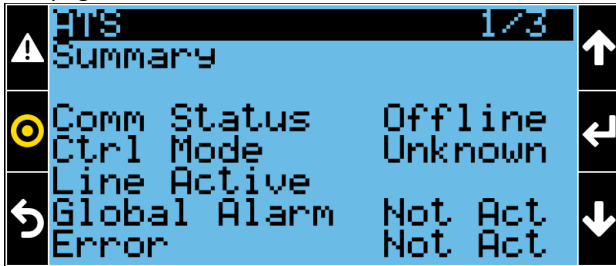 ATS 1/3
Summary
Comm Status Offline
Ctrl Mode Unknown
Line Active
Global Alarm Not Act
Error Not Act